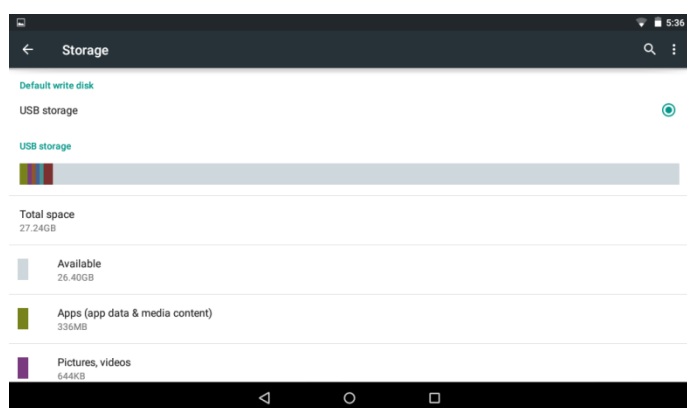 5:36
Storage
Default write disk
USB storage
USB storage
Total space
27.24GB
Available
26.40GB
Apps (app data & media content)
336MB
Pictures, videos
644KB